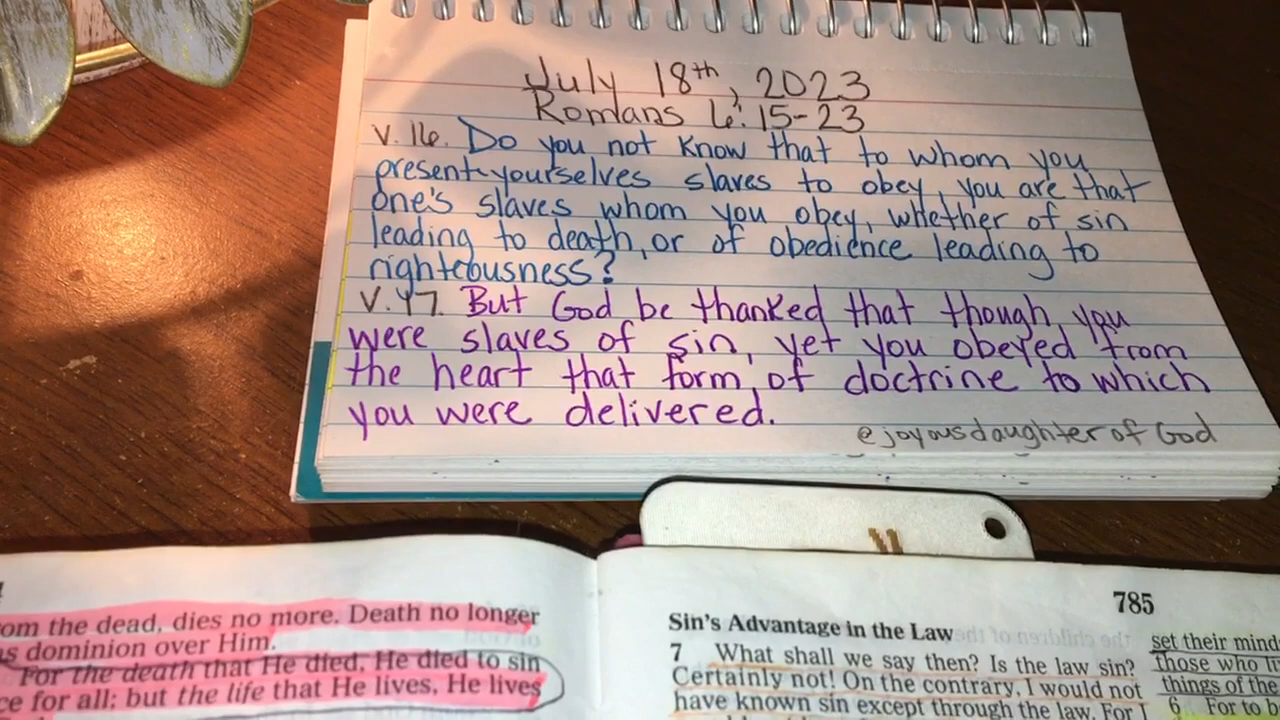 July 18th, 2023
Romans 6: 15-23
V. 16. Do you not know that to whom you
present yourselves slaves to obey, you are that
one's slaves whom you obey, whether of sin
leading to death, or of obedience leading to
righteousness?
V. 17. But God be thanked that though you
were slaves of sin, yet you obeyed from
the heart that form of doctrine to which
you were delivered.
@joyousdaughterofGod
om the dead, dies no more. Death no longer
s dominion over Him.
For the death that He died, He died to sin
ce for all; but the life that He lives, He lives
785
Sin's Advantage in the Law
7 What shall we say then? Is the law sin?
Certainly not! On the contrary, I would not
have known sin except through the law. For I
set their mind
those who li
things of the
6 For to b